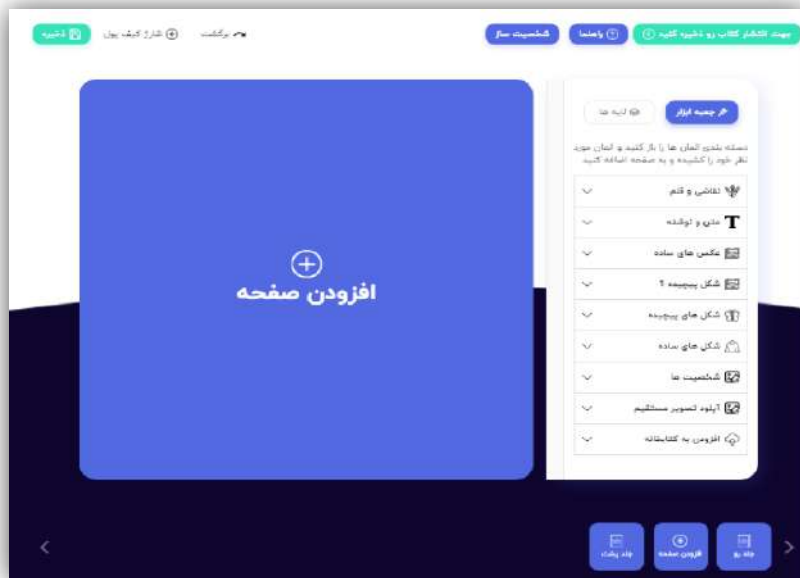 جهت انتشار کتاب رو ذخیره کنید
راهنما
شخصیت ساز
برگشت
شارژ کیف پول
ذخیره
جعبه ابزار
لایه ها
دسته بندی المان ها را باز کنید و المان مورد
نظر خود را کشیده و به صفحه اضافه کنید
نقاشی و قلم
متن و نوشته
عکس های ساده
شکل پیچیده ۲
شکل های پیچیده
شکل های ساده
شخصیت ها
آپلود تصویر مستقیم
افزودن به کتابخانه
افزودن صفحه
جلد رو
افزودن صفحه
جلد پشت